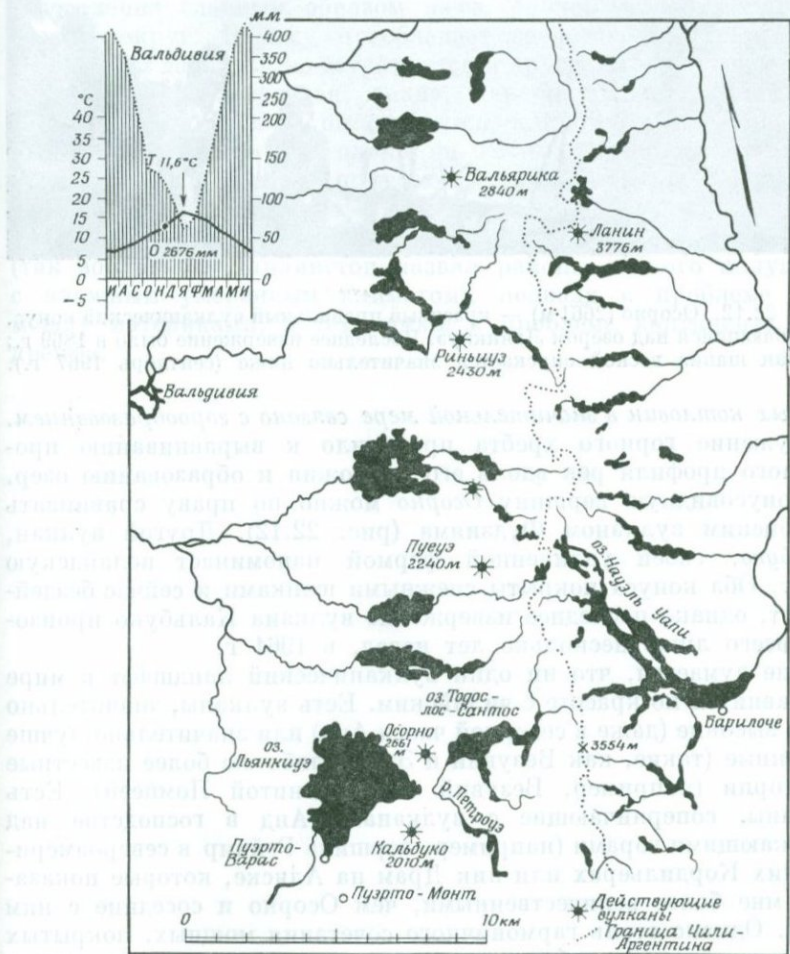 мм
Вальдивия
400
350
300
250
200
150
100
50
°С
40
35
30
25
20
15
10
5
0
−5
T 11,6°C
О 2676 мм
И А С О Н Д Я Ф М А М И
Вальярика
2840 м
Ланин
3776 м
Риньшуэ
2430 м
Вальдивия
Пуеуэ
2240 м
оз. Науэль
Уапи
оз. Тодос-
лос-Сантос
Барилоче
Осорно
2661
3554 м
оз.
Льянкиуэ
р. Петроуэ
Пуэрто-
Варас
Кальбуко
2010 м
Пуэрто - Монт
0 10 км
Действующие
вулканы
Граница Чили-
Аргентина